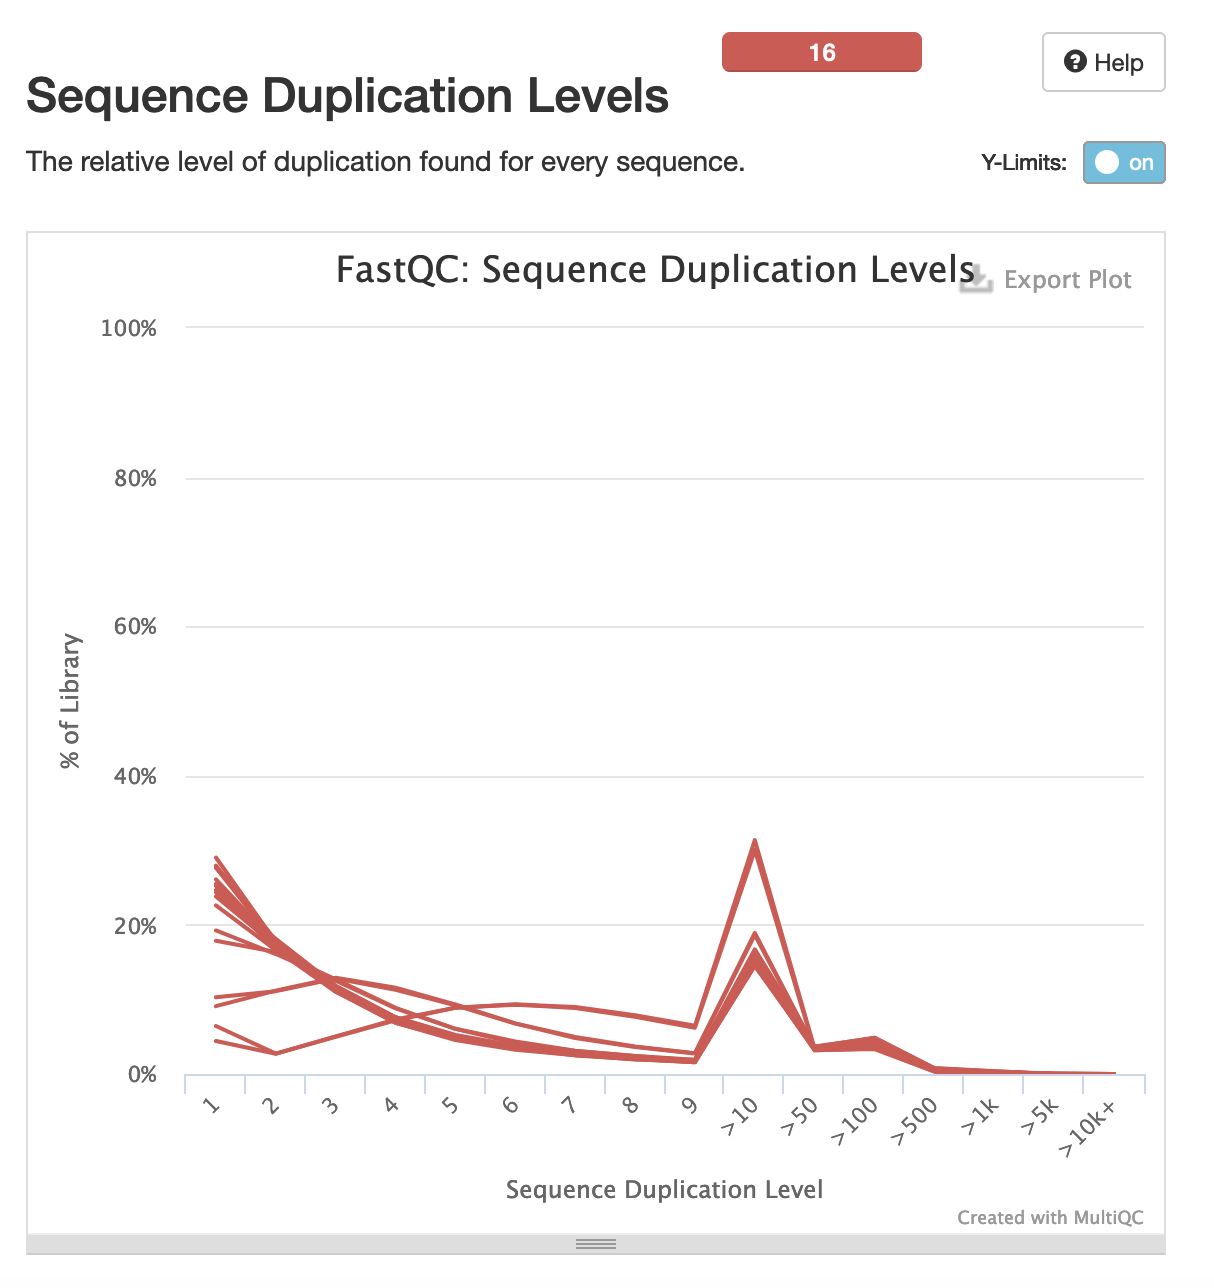 16
Help
Sequence Duplication Levels
The relative level of duplication found for every sequence.
Y-Limits:
on
FastQC: Sequence Duplication Levels
Export Plot
100%
80%
60%
40%
20%
0%
% of Library
1
2
3
4
5
6
7
8
9
>10
>50
>100
>500
>1k
>5k
>10k+
Sequence Duplication Level
Created with MultiQC